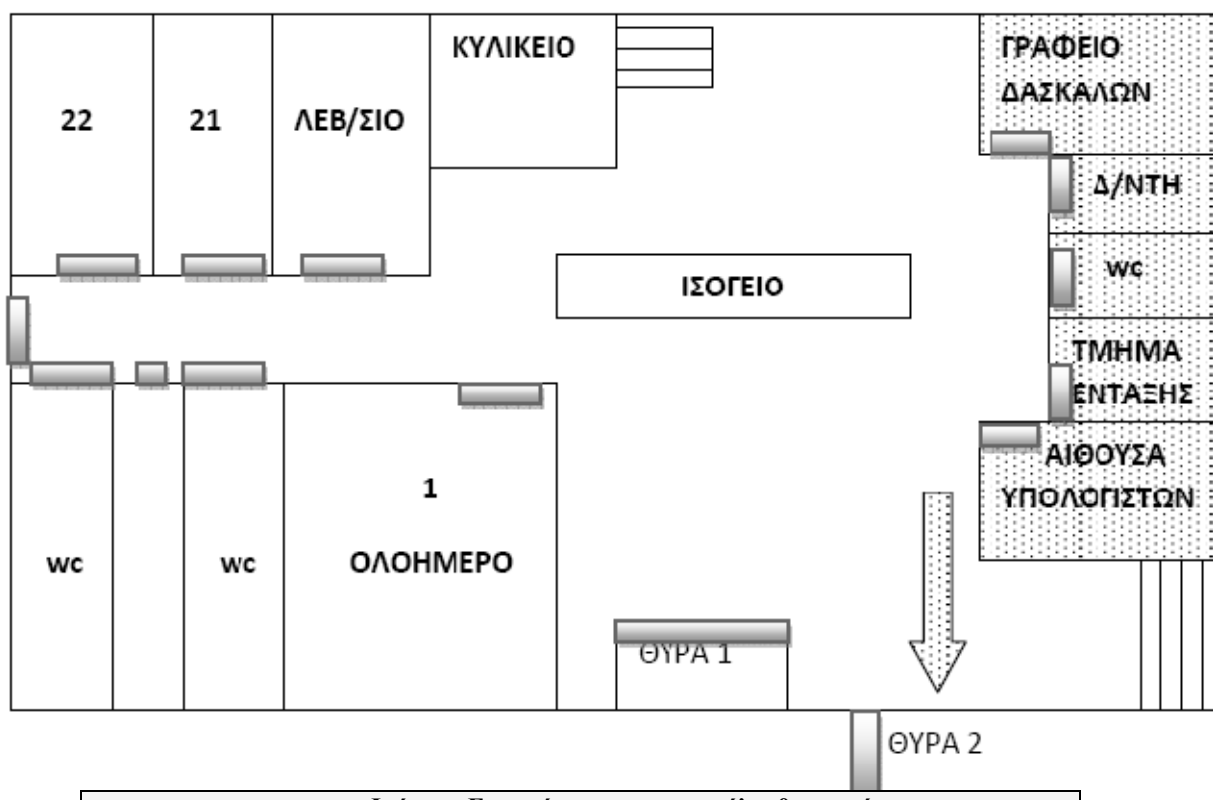 22
21
ΛΕΒ/ΣΙΟ
ΚΥΛΙΚΕΙΟ
ΓΡΑΦΕΙΟ
ΔΑΣΚΑΛΩΝ
Δ/ΝΤΗ
wc
ΙΣΟΓΕΙΟ
ΤΜΗΜΑ
ΕΝΤΑΞΗΣ
ΑΙΘΟΥΣΑ
ΥΠΟΛΟΓΙΣΤΩΝ
1
ΟΛΟΗΜΕΡΟ
wc
wc
ΘΥΡΑ 1
ΘΥΡΑ 2